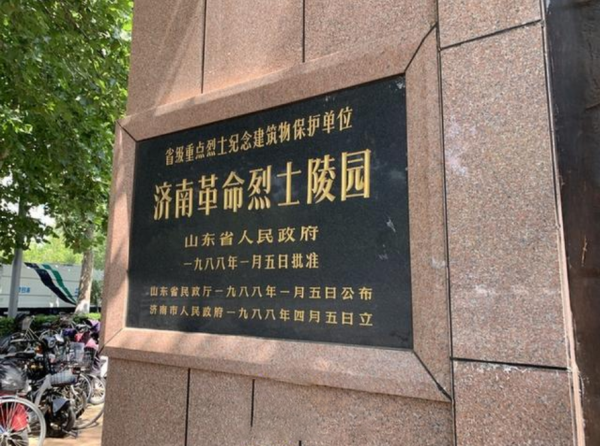 省级重点烈士纪念建筑物保护单位
济南革命烈士陵园
山东省人民政府
一九八八年一月五日批准
山东省民政厅一九八八年一月五日公布
济南市人民政府一九八八年四月五日立